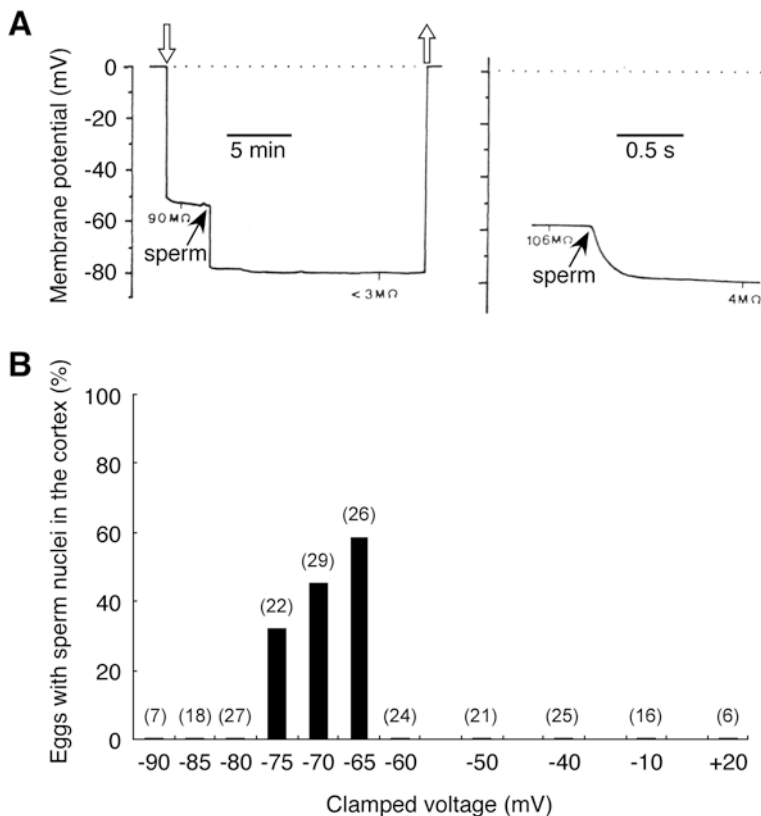 A
Membrane potential (mV)
0
-20
-40
-60
-80
5 min
90 MΩ
sperm
< 3 MΩ
0.5 s
106 MΩ
sperm
4 MΩ
B
Eggs with sperm nuclei in the cortex (%)
100
80
60
40
20
0
(7) (18) (27) (22) (29) (26) (24) (21) (25) (16) (6)
-90 -85 -80 -75 -70 -65 -60 -50 -40 -10 +20
Clamped voltage (mV)